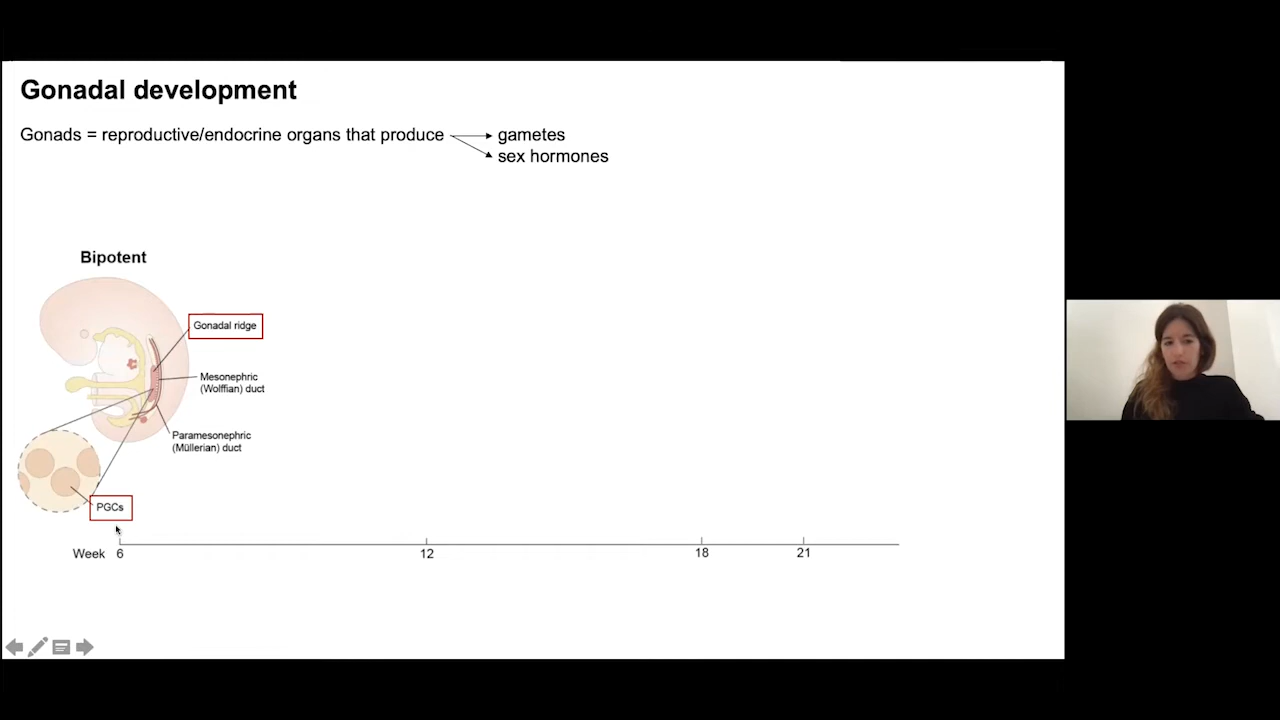 Gonadal development
Gonads = reproductive/endocrine organs that produce
gametes
sex hormones
Bipotent
Gonadal ridge
Mesonephric
(Wolffian) duct
Paramesonephric
(Müllerian) duct
PGCs
Week 6 12 18 21